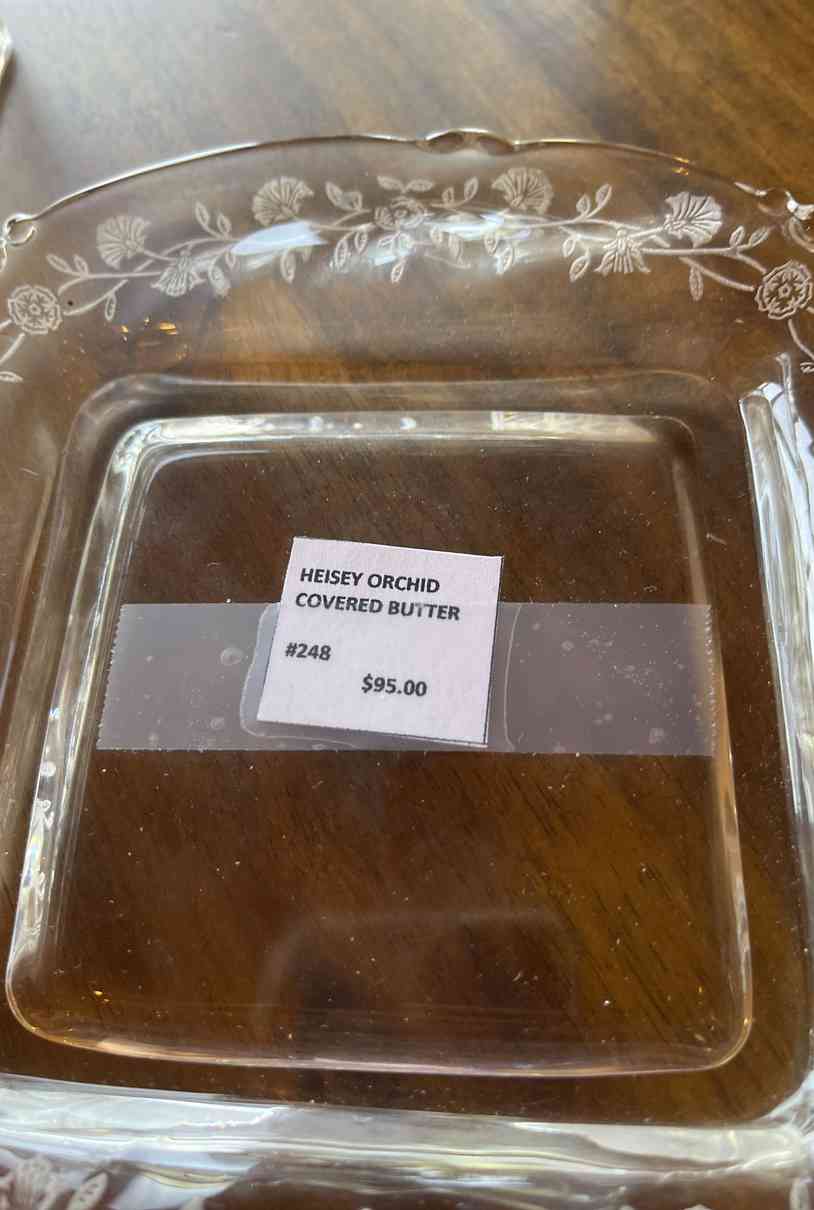 HEISEY ORCHID
COVERED BUTTER
#248
$95.00